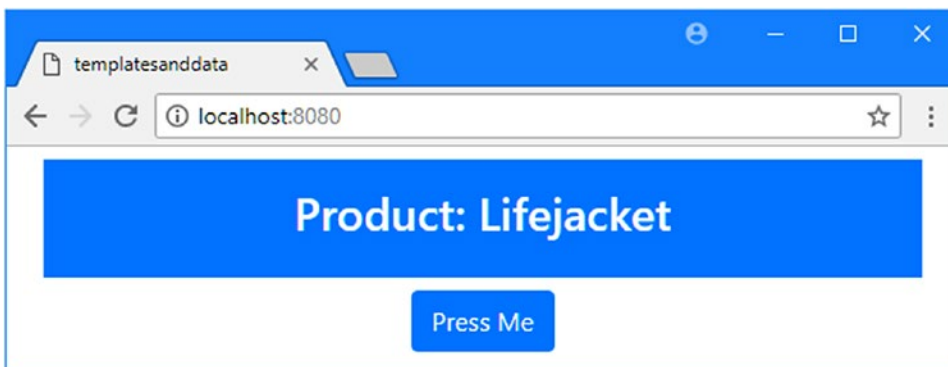 templatesanddata
localhost:8080
Product: Lifejacket
Press Me